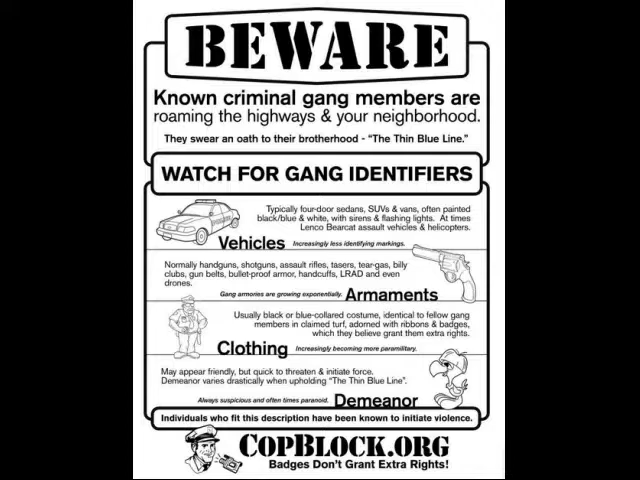 BEWARE
Known criminal gang members are
roaming the highways & your neighborhood.
They swear an oath to their brotherhood - “The Thin Blue Line.”
WATCH FOR GANG IDENTIFIERS
Typically four-door sedans, SUVs & vans, often painted
black/blue & white, with sirens & flashing lights. At times
Lenco Bearcat assault vehicles & helicopters.
Vehicles Increasingly less identifying markings.
Normally handguns, shotguns, assault rifles, tasers, tear-gas, billy
clubs, gun belts, bullet-proof armor, handcuffs, LRAD and even
drones.
Gang armories are growing exponentially. Armaments
Usually black or blue-collared costume, identical to fellow gang
members in claimed turf, adorned with ribbons & badges,
which they believe grant them extra rights.
Clothing Increasingly becoming more paramilitary.
May appear friendly, but quick to threaten & initiate force.
Demeanor varies drastically when upholding “The Thin Blue Line”.
Always suspicious and often times paranoid. Demeanor
Individuals who fit this description have been known to initiate violence.
COPBLOCK.ORG
Badges Don't Grant Extra Rights!